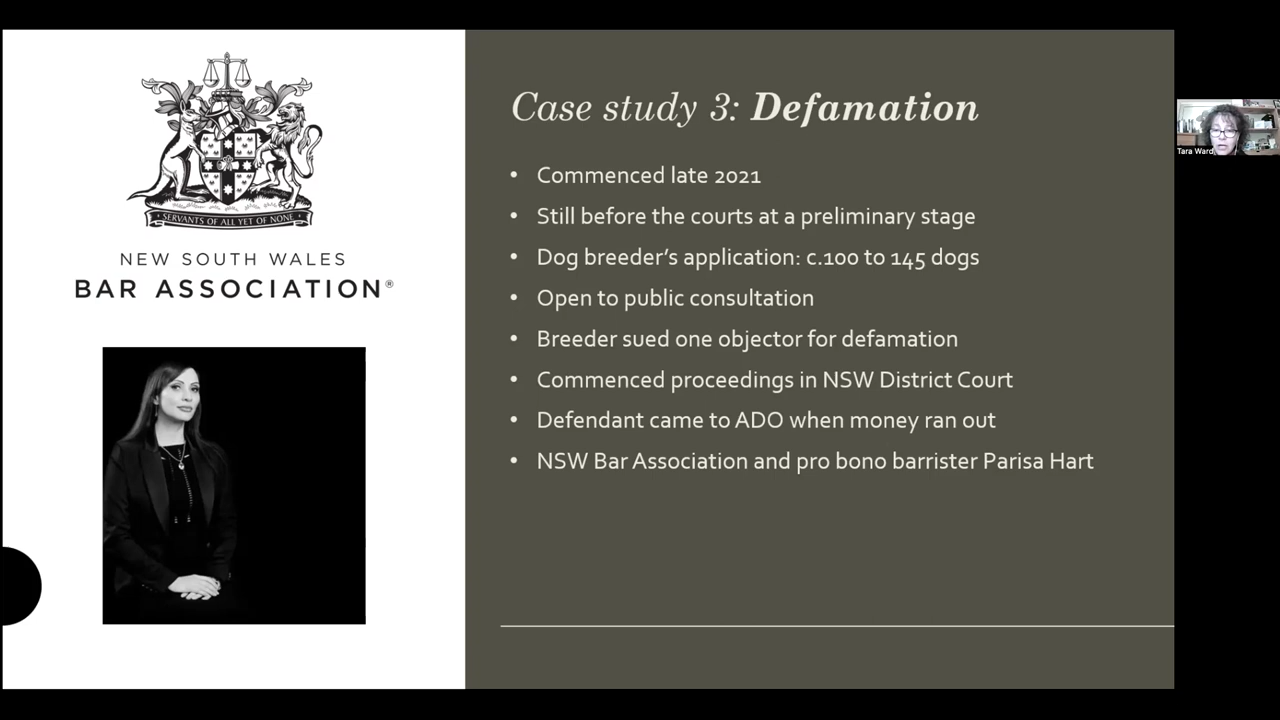 SERVANTS OF ALL YET OF NONE
NEW SOUTH WALES
BAR ASSOCIATION®
Case study 3: Defamation
• Commenced late 2021
• Still before the courts at a preliminary stage
• Dog breeder’s application: c.100 to 145 dogs
• Open to public consultation
• Breeder sued one objector for defamation
• Commenced proceedings in NSW District Court
• Defendant came to ADO when money ran out
• NSW Bar Association and pro bono barrister Parisa Hart
Tara Ward